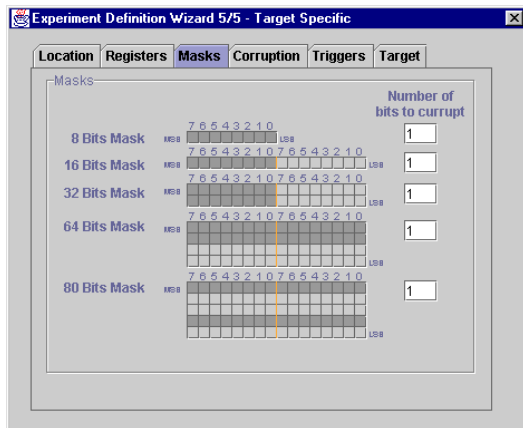 Experiment Definition Wizard 5/5 - Target Specific
Location Registers Masks Corruption Triggers Target
Masks
Number of
bits to currupt
7 6 5 4 3 2 1 0
8 Bits Mask MSB LSB 1
7 6 5 4 3 2 1 0 7 6 5 4 3 2 1 0
16 Bits Mask MSB LSB 1
7 6 5 4 3 2 1 0 7 6 5 4 3 2 1 0
32 Bits Mask MSB LSB 1
7 6 5 4 3 2 1 0 7 6 5 4 3 2 1 0
64 Bits Mask MSB LSB 1
7 6 5 4 3 2 1 0 7 6 5 4 3 2 1 0
80 Bits Mask MSB LSB 1